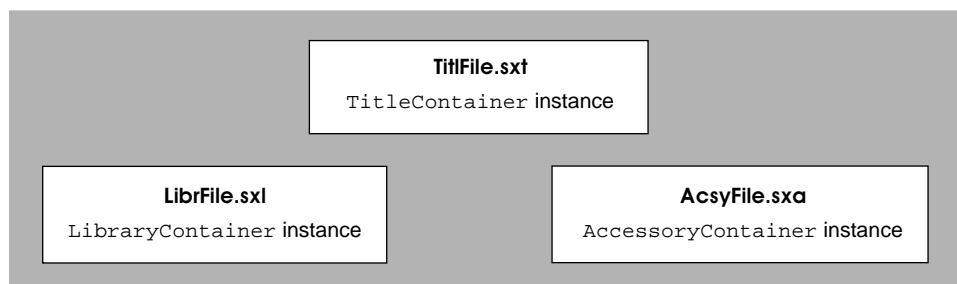 TitlFile.sxt
TitleContainer instance
LibrFile.sxl
LibraryContainer instance
AcsyFile.sxa
AccessoryContainer instance